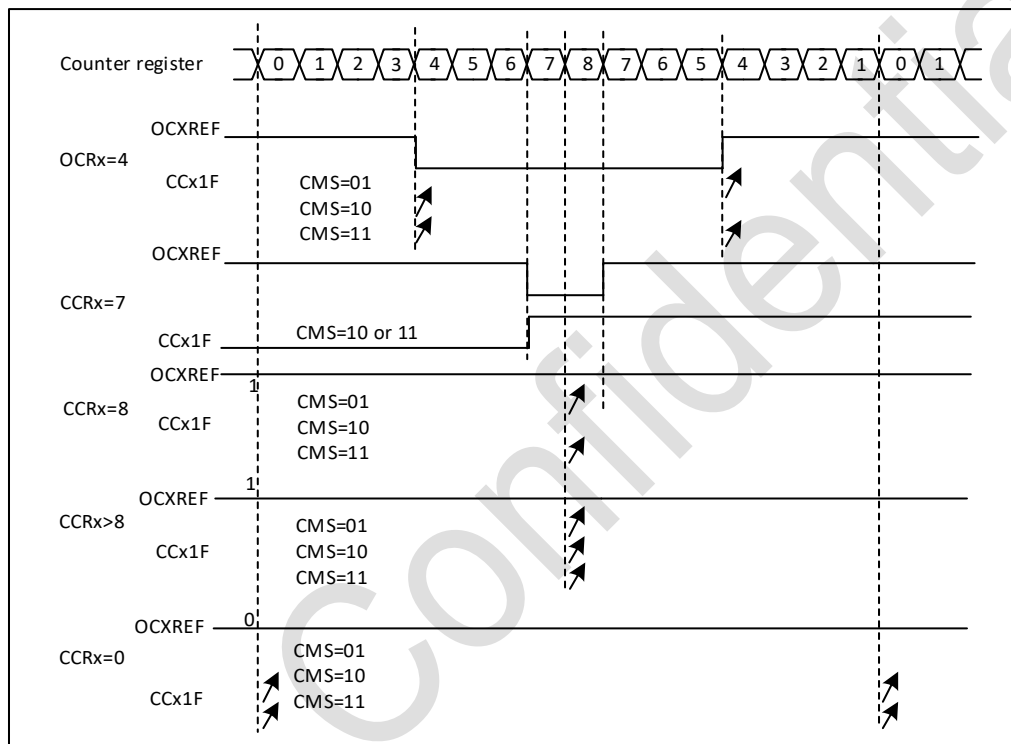 Counter register 0 1 2 3 4 5 6 7 8 7 6 5 4 3 2 1 0 1
OCXREF
OCRx=4
CCx1F
CMS=01
CMS=10
CMS=11
OCXREF
CCRx=7
CCx1F
CMS=10 or 11
OCXREF
1
CCRx=8
CCx1F
CMS=01
CMS=10
CMS=11
OCXREF
1
CCRx>8
CCx1F
CMS=01
CMS=10
CMS=11
OCXREF
0
CCRx=0
CCx1F
CMS=01
CMS=10
CMS=11
Confidentia